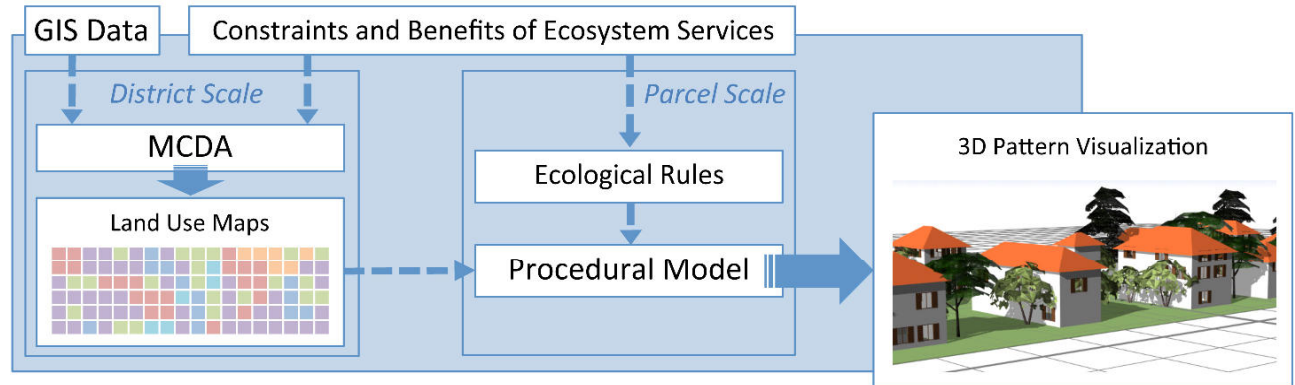 GIS Data
Constraints and Benefits of Ecosystem Services
District Scale
Parcel Scale
MCDA
Ecological Rules
Land Use Maps
Procedural Model
3D Pattern Visualization